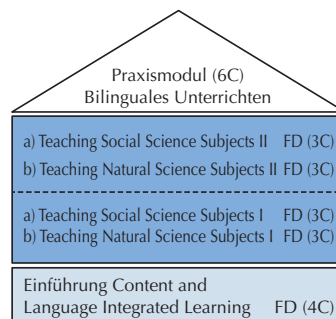 Praxismodul (6C)
Bilinguales Unterrichten
a) Teaching Social Science Subjects II FD (3C)
b) Teaching Natural Science Subjects II FD (3C)
a) Teaching Social Science Subjects I FD (3C)
b) Teaching Natural Science Subjects I FD (3C)
Einführung Content and
Language Integrated Learning FD (4C)